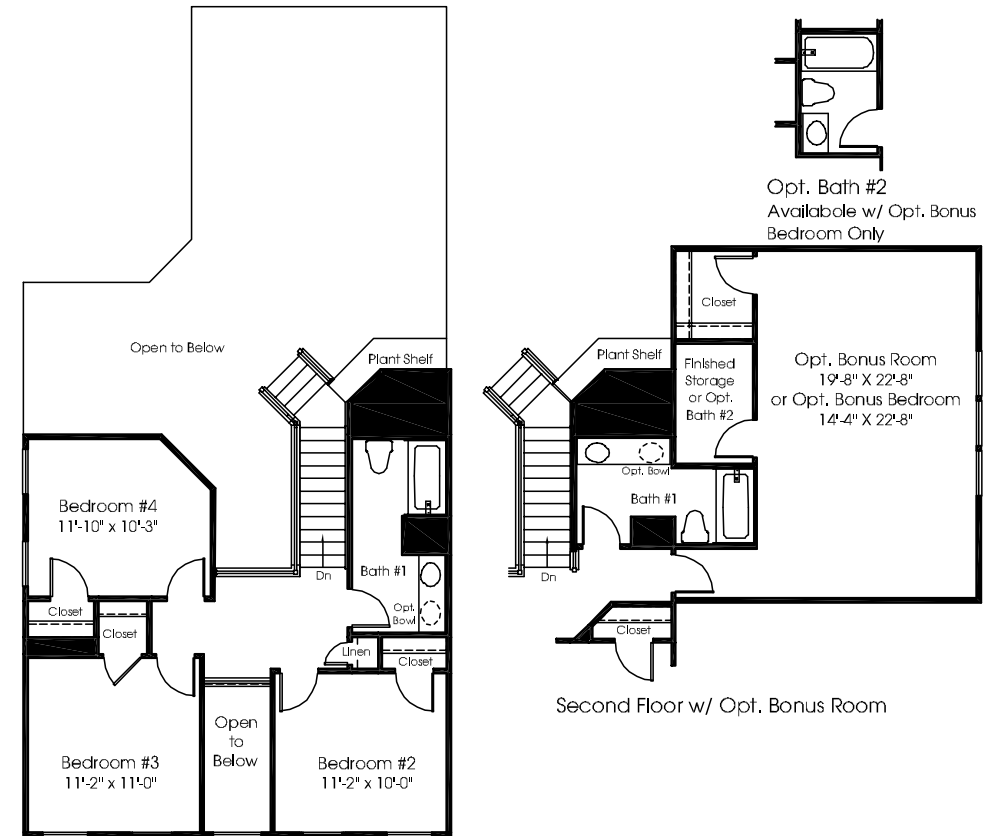 Opt. Bath #2
Availabole w/ Opt. Bonus
Bedroom Only
Open to Below
Plant Shelf
Bedroom #4
11'-10" x 10'-3"
Closet
Closet
Dn
Bath #1
Opt.
Bowl
Linen
Closet
Bedroom #3
11'-2" x 11'-0"
Open
to
Below
Bedroom #2
11'-2" x 10'-0"
Plant Shelf
Closet
Finished
Storage
or Opt.
Bath #2
Opt. Bonus Room
19'-8" X 22'-8"
or Opt. Bonus Bedroom
14'-4" X 22'-8"
Opt. Bowl
Bath #1
Dn
Closet
Second Floor w/ Opt. Bonus Room